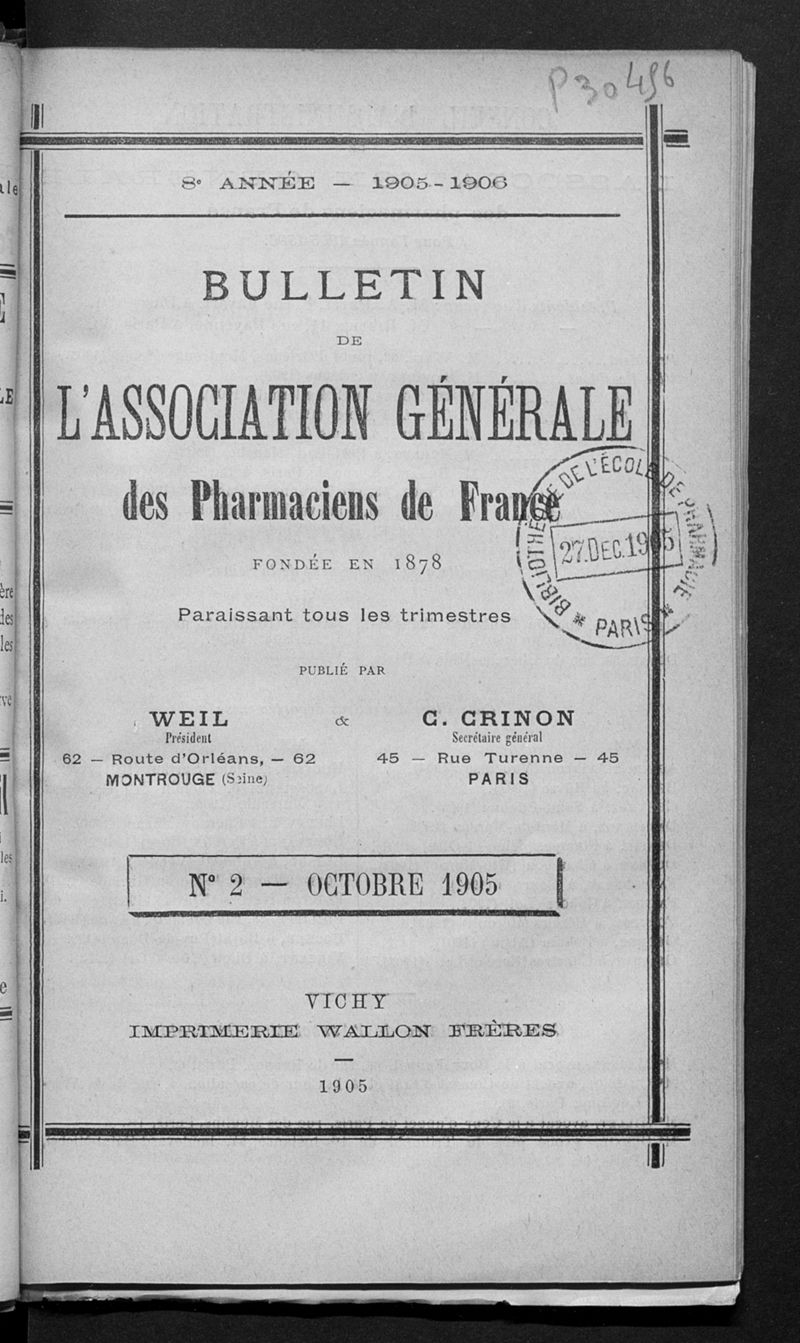 P30456
8e ANNÉE — 1905-1906
BULLETIN
DE
L'ASSOCIATION GÉNÉRALE
des Pharmaciens de France
FONDÉE EN 1878
Paraissant tous les trimestres
BIBLIOTHÈQUE DE L'ÉCOLE DE PHARMACIE
27.DEC.1905
* PARIS *
PUBLIÉ PAR
WEIL & C. CRINON
Président Secrétaire général
62 — Route d'Orléans, — 62 45 — Rue Turenne — 45
MONTROUGE (Seine) PARIS
N° 2 — OCTOBRE 1905
VICHY
IMPRIMERIE WALLON FRÈRES
—
1905